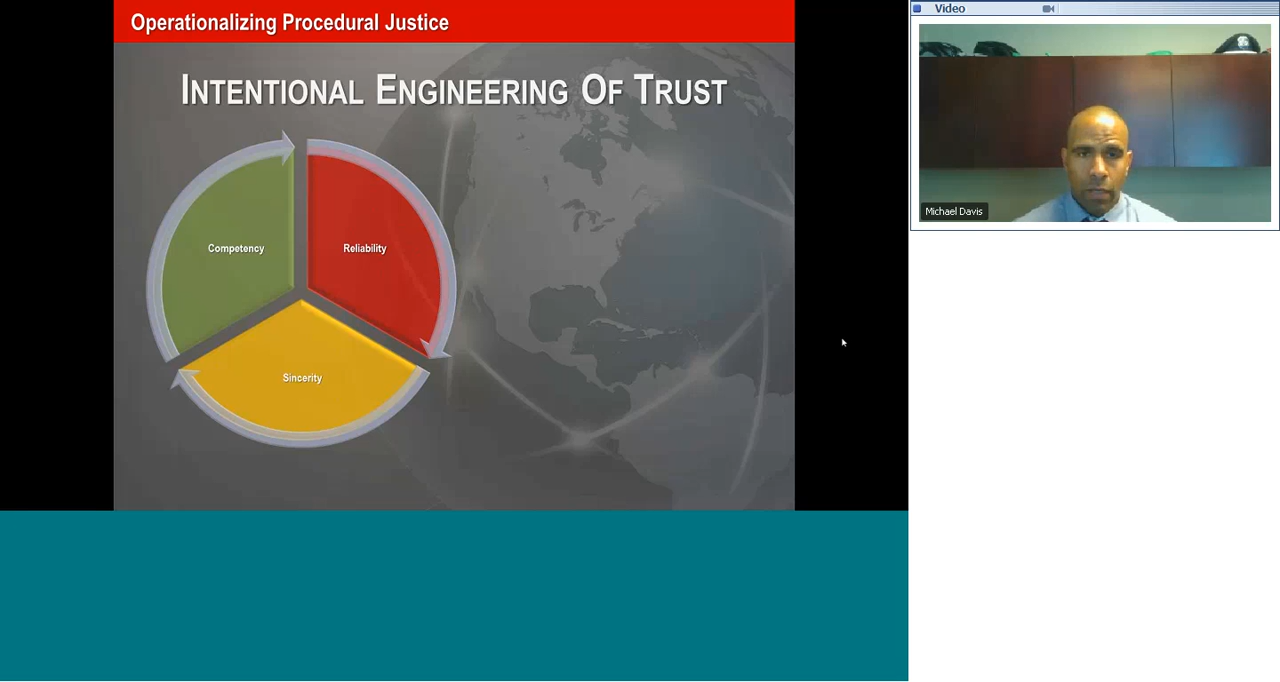 Operationalizing Procedural Justice
INTENTIONAL ENGINEERING OF TRUST
Competency
Reliability
Sincerity
Video
Michael Davis